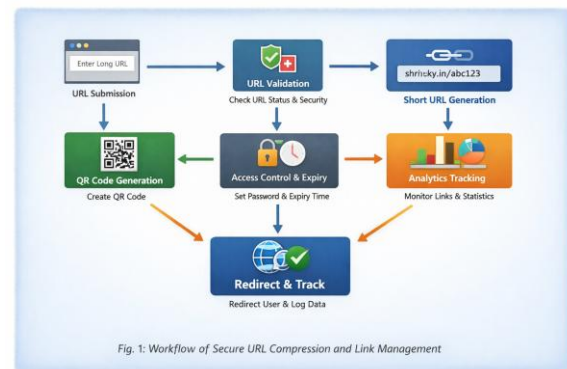 Enter Long URL
URL Submission
URL Validation
Check URL Status & Security
shrinky.in/abc123
Short URL Generation
QR Code Generation
Create QR Code
Access Control & Expiry
Set Password & Expiry Time
Analytics Tracking
Monitor Links & Statistics
Redirect & Track
Redirect User & Log Data
Fig. 1: Workflow of Secure URL Compression and Link Management